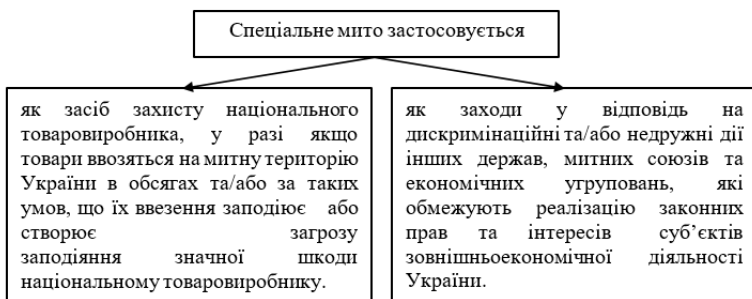 Спеціальне мито застосовується
як засіб захисту національного
товаровиробника, у разі якщо
товари ввозяться на митну територію
України в обсягах та/або за таких
умов, що їх ввезення заподіює або
створює загрозу
заподіяння значної шкоди
національному товаровиробнику.
як заходи у відповідь на
дискримінаційні та/або недружні дії
інших держав, митних союзів та
економічних угруповань, які
обмежують реалізацію законних
прав та інтересів суб’єктів
зовнішньоекономічної діяльності
України.